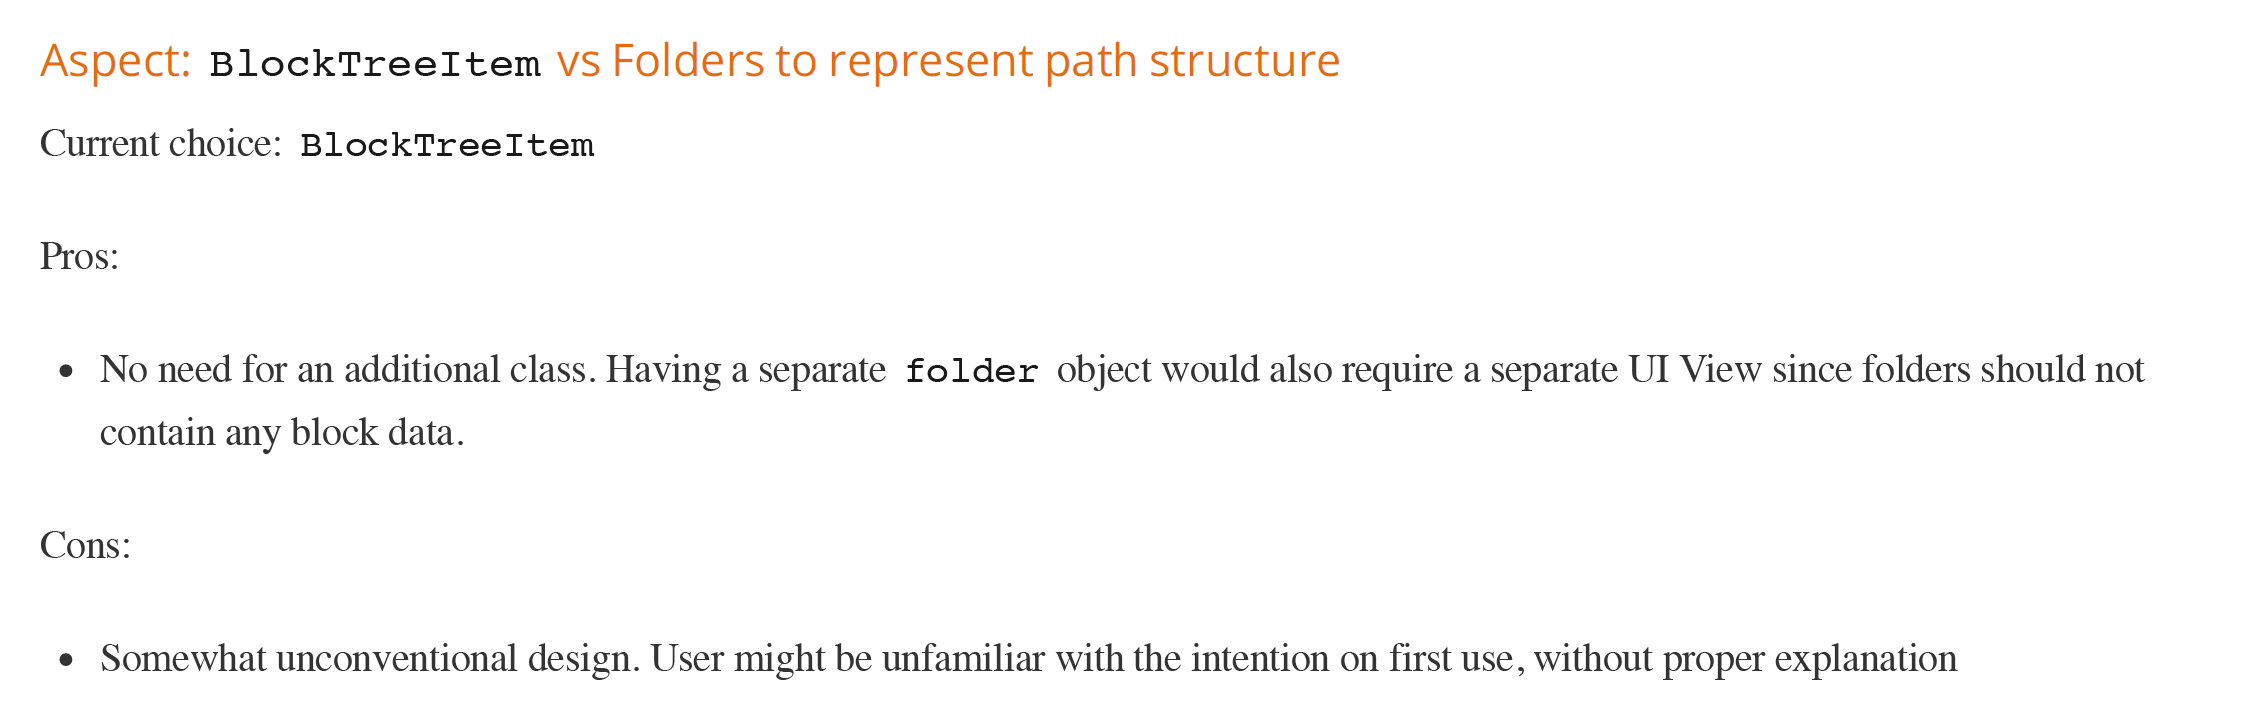 Aspect: BlockTreeItem vs Folders to represent path structure
Current choice: BlockTreeItem
Pros:
• No need for an additional class. Having a separate folder object would also require a separate UI View since folders should not
contain any block data.
Cons:
• Somewhat unconventional design. User might be unfamiliar with the intention on first use, without proper explanation